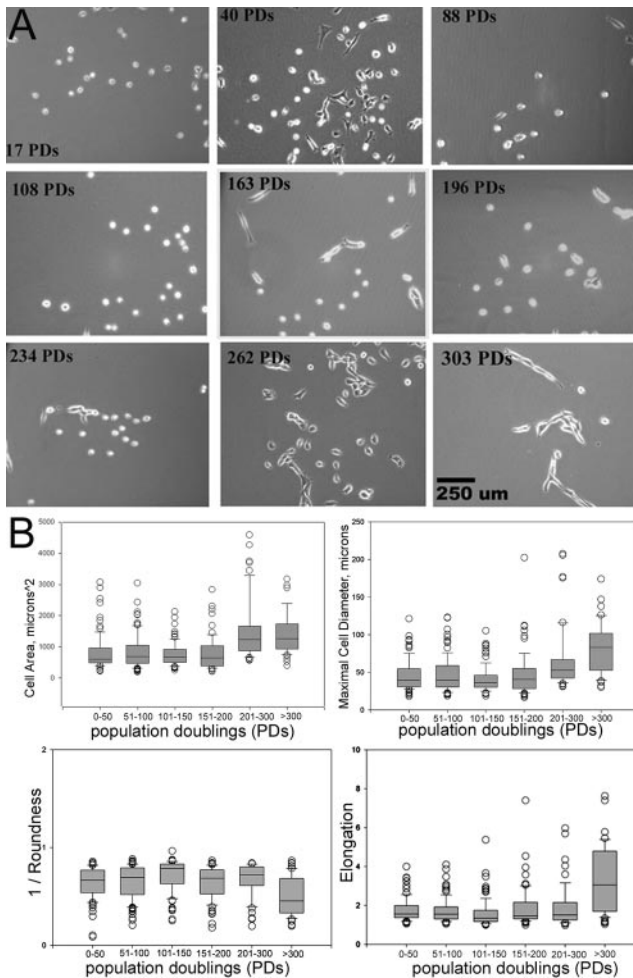 A
17 PDs
40 PDs
88 PDs
108 PDs
163 PDs
196 PDs
234 PDs
262 PDs
303 PDs
250 um
B
Cell Area, microns^2
5000
4000
3000
2000
1000
0
0-50 51-100 101-150 151-200 201-300 >300
population doublings (PDs)
Maximal Cell Diameter, microns
250
200
150
100
50
0
0-50 51-100 101-150 151-200 201-300 >300
population doublings (PDs)
1 / Roundness
2
1
0
0-50 51-100 101-150 151-200 201-300 >300
population doublings (PDs)
Elongation
10
8
6
4
2
0
0-50 51-100 101-150 151-200 201-300 >300
population doublings (PDs)